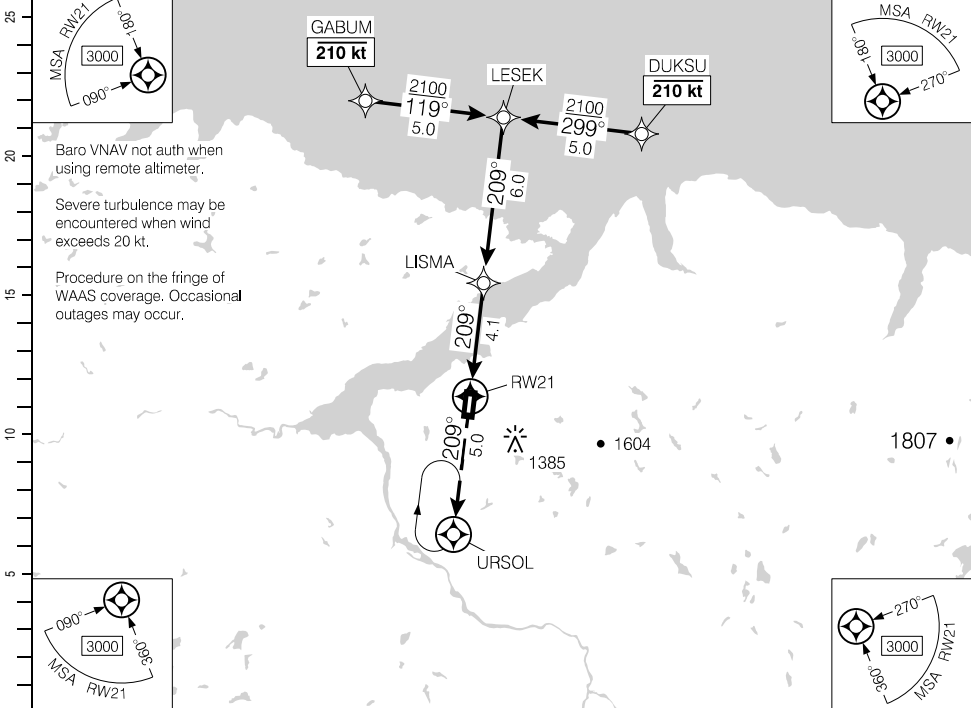 25
20
15
10
5
MSA RW21
180°
3000
090°
GABUM
210 kt
LESEK
DUKSU
210 kt
MSA RW21
180°
3000
270°
2100
119°
5.0
2100
299°
5.0
Baro VNAV not auth when
using remote altimeter.
Severe turbulence may be
encountered when wind
exceeds 20 kt.
Procedure on the fringe of
WAAS coverage. Occasional
outages may occur.
209°
6.0
LISMA
209°
4.1
RW21
209°
5.0
1385
1604
1807
URSOL
090°
3000
360°
MSA RW21
270°
3000
360°
MSA RW21